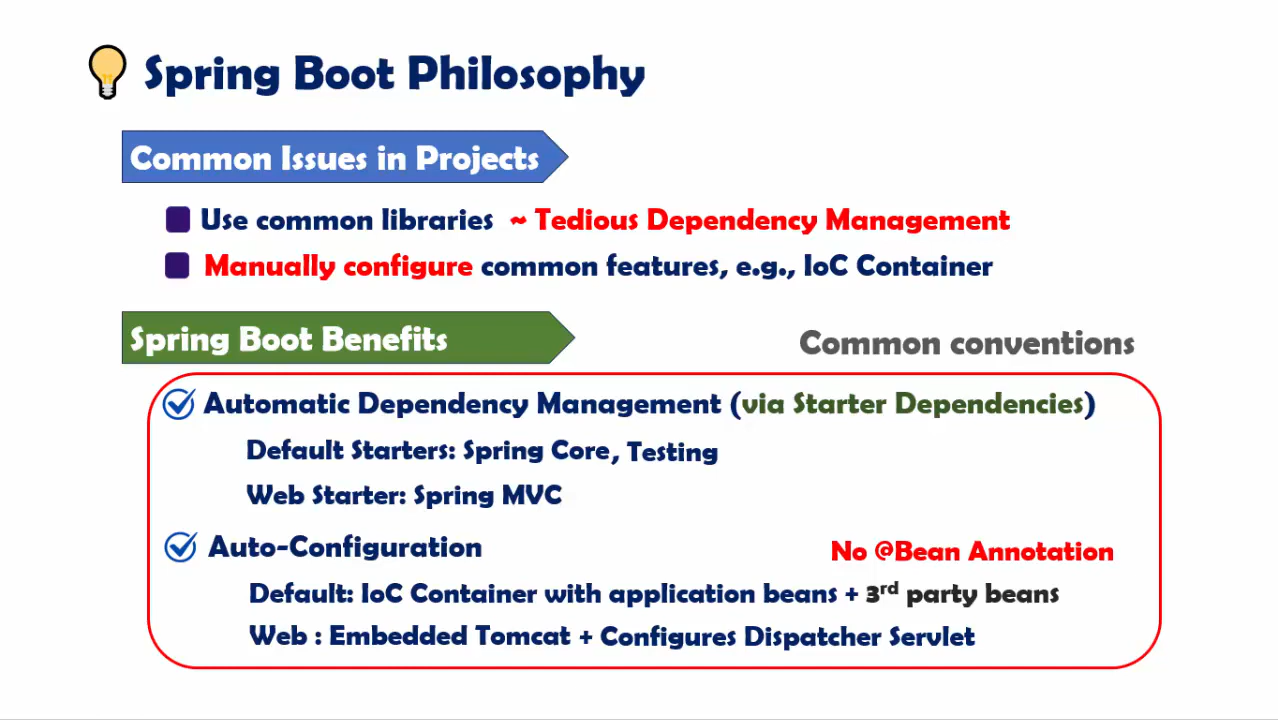 Spring Boot Philosophy
Common Issues in Projects
Use common libraries ~ Tedious Dependency Management
Manually configure common features, e.g., IoC Container
Spring Boot Benefits
Common conventions
Automatic Dependency Management (via Starter Dependencies)
Default Starters: Spring Core, Testing
Web Starter: Spring MVC
Auto-Configuration
No @Bean Annotation
Default: IoC Container with application beans + 3rd party beans
Web : Embedded Tomcat + Configures Dispatcher Servlet